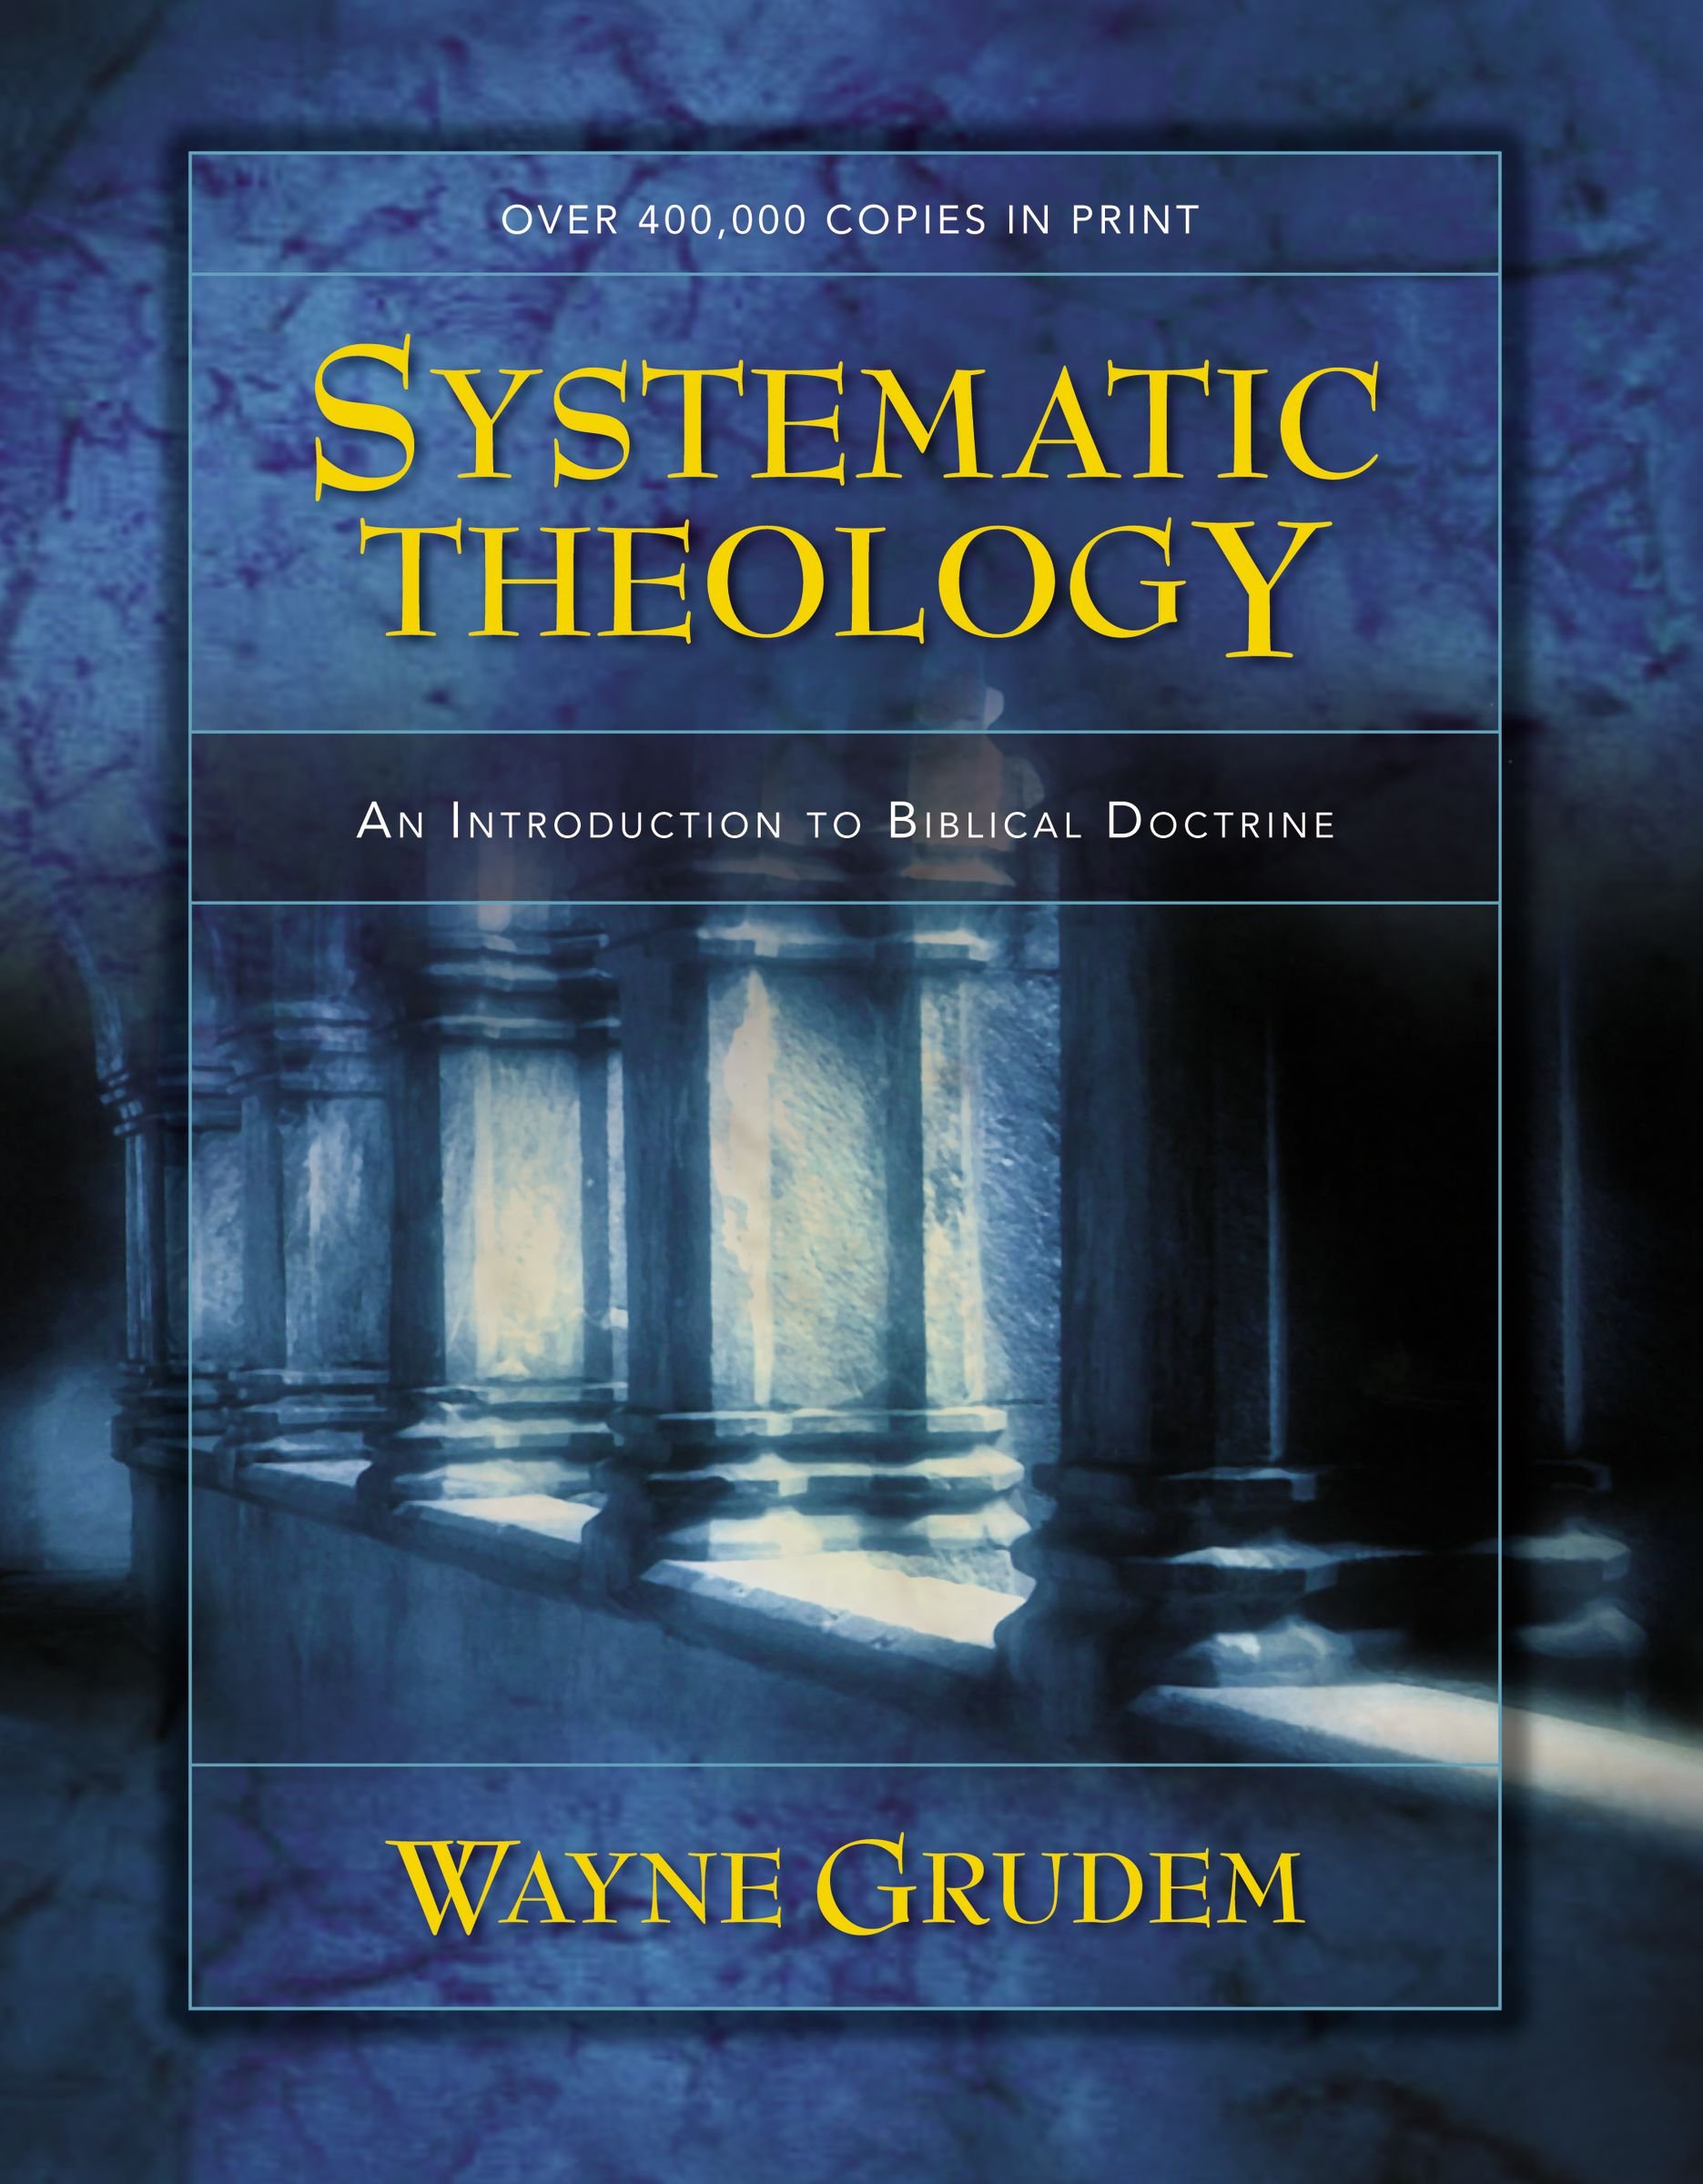 OVER 400,000 COPIES IN PRINT
SYSTEMATIC
THEOLOGY
AN INTRODUCTION TO BIBLICAL DOCTRINE
WAYNE GRUDEM